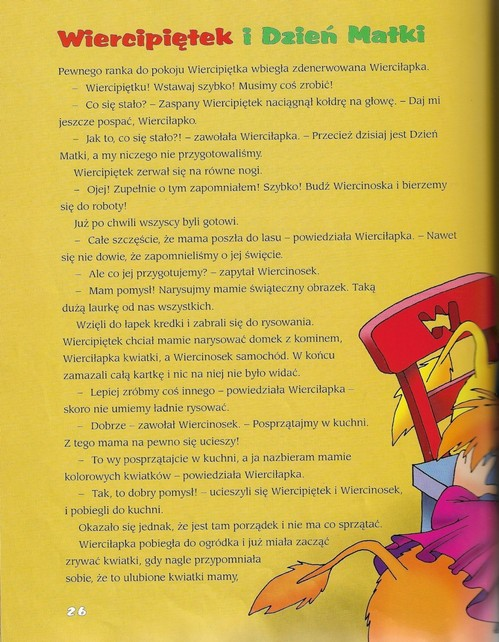 Wiercipiętek i Dzień Matki
Pewnego ranka do pokoju Wiercipiętka wbiegła zdenerwowana Wierciłapka.
– Wiercipiętku! Wstawaj szybko! Musimy coś zrobić!
– Co się stało? – Zaspany Wiercipiętek naciągnął kołdrę na głowę. – Daj mi
jeszcze pospać, Wierciłapko.
– Jak to, co się stało?! – zawołała Wierciłapka. – Przecież dzisiaj jest Dzień
Matki, a my niczego nie przygotowaliśmy.
Wiercipiętek zerwał się na równe nogi.
– Ojej! Zupełnie o tym zapomniałem! Szybko! Budź Wiercinoska i bierzemy
się do roboty!
Już po chwili wszyscy byli gotowi.
– Całe szczęście, że mama poszła do lasu – powiedziała Wierciłapka. – Nawet
się nie dowie, że zapomnieliśmy o jej święcie.
– Ale co jej przygotujemy? – zapytał Wiercinosek.
– Mam pomysł! Narysujmy mamie świąteczny obrazek. Taką
dużą laurkę od nas wszystkich.
Wzięli do łapek kredki i zabrali się do rysowania.
Wiercipiętek chciał mamie narysować domek z kominem,
Wierciłapka kwiatki, a Wiercinosek samochód. W końcu
zamazali całą kartkę i nic na niej nie było widać.
– Lepiej zróbmy coś innego – powiedziała Wierciłapka –
skoro nie umiemy ładnie rysować.
– Dobrze – zawołał Wiercinosek. – Posprzątajmy w kuchni.
Z tego mama na pewno się ucieszy!
– To wy posprzątajcie w kuchni, a ja nazbieram mamie
kolorowych kwiatków – powiedziała Wierciłapka.
– Tak, to dobry pomysł! – ucieszyli się Wiercipiętek i Wiercinosek,
i pobiegli do kuchni.
Okazało się jednak, że jest tam porządek i nie ma co sprzątać.
Wierciłapka pobiegła do ogródka i już miała zacząć
zrywać kwiatki, gdy nagle przypomniała
sobie, że to ulubione kwiatki mamy,
26